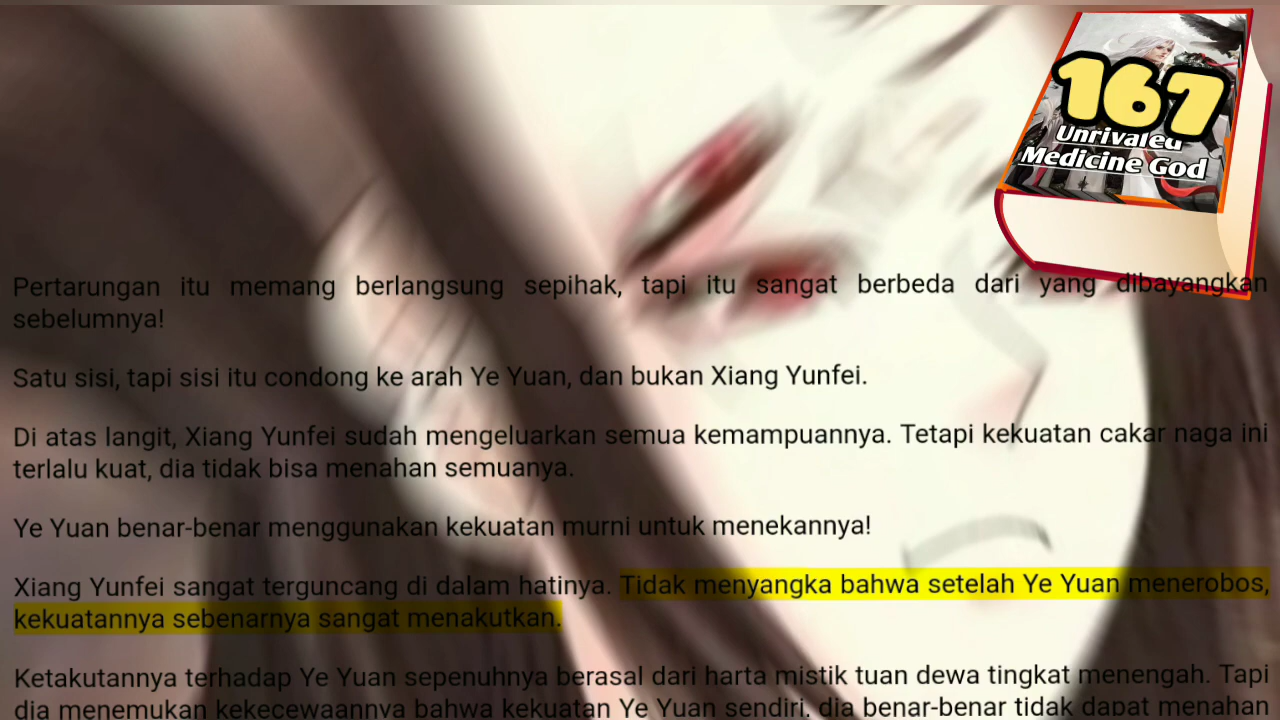 167
Unrivaled
Medicine God
Pertarungan itu memang berlangsung sepihak, tapi itu sangat berbeda dari yang dibayangkan
sebelumnya!
Satu sisi, tapi sisi itu condong ke arah Ye Yuan, dan bukan Xiang Yunfei.
Di atas langit, Xiang Yunfei sudah mengeluarkan semua kemampuannya. Tetapi kekuatan cakar naga ini
terlalu kuat, dia tidak bisa menahan semuanya.
Ye Yuan benar-benar menggunakan kekuatan murni untuk menekannya!
Xiang Yunfei sangat terguncang di dalam hatinya. Tidak menyangka bahwa setelah Ye Yuan menerobos,
kekuatannya sebenarnya sangat menakutkan.
Ketakutannya terhadap Ye Yuan sepenuhnya berasal dari harta mistik tuan dewa tingkat menengah. Tapi
dia menemukan kekecewaannya bahwa kekuatan Ye Yuan sendiri, dia benar-benar tidak dapat menahan